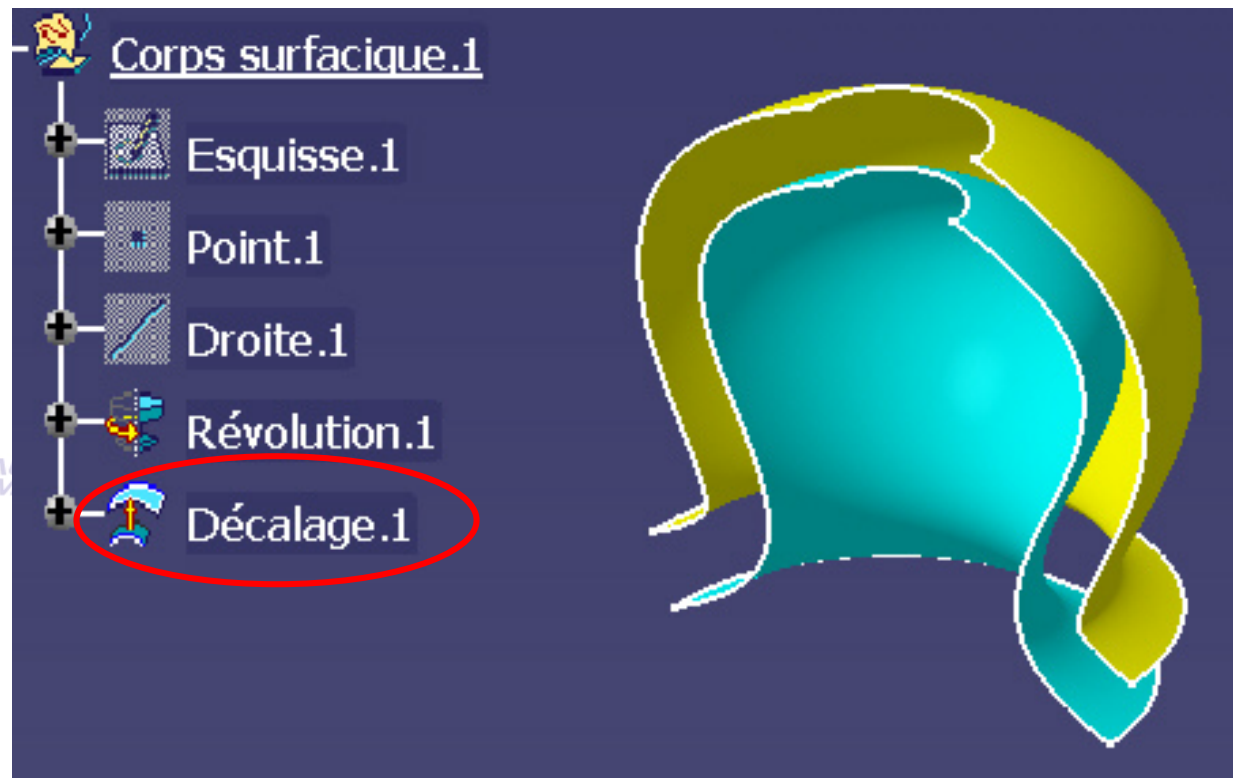 Corps surfacique.1
Esquisse.1
Point.1
Droite.1
Révolution.1
Décalage.1